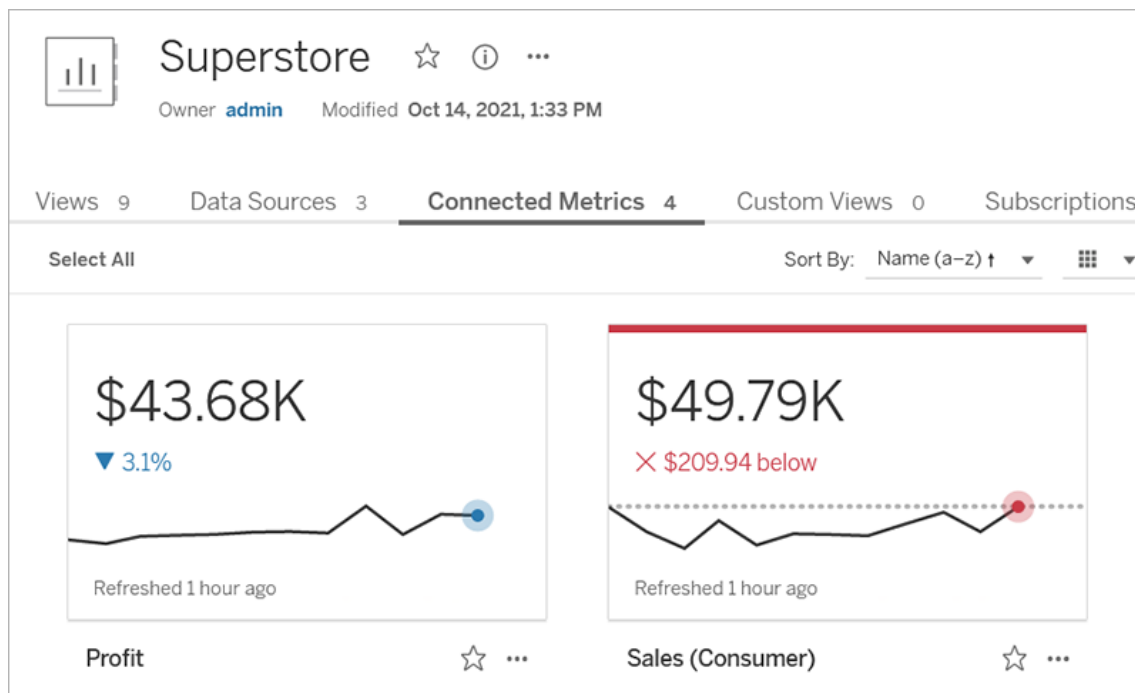 Superstore
Owner admin Modified Oct 14, 2021, 1:33 PM
Views 9 Data Sources 3 Connected Metrics 4 Custom Views 0 Subscriptions
Select All Sort By: Name (a–z) ↑
$43.68K $49.79K
▼ 3.1% × $209.94 below
Refreshed 1 hour ago Refreshed 1 hour ago
Profit Sales (Consumer)